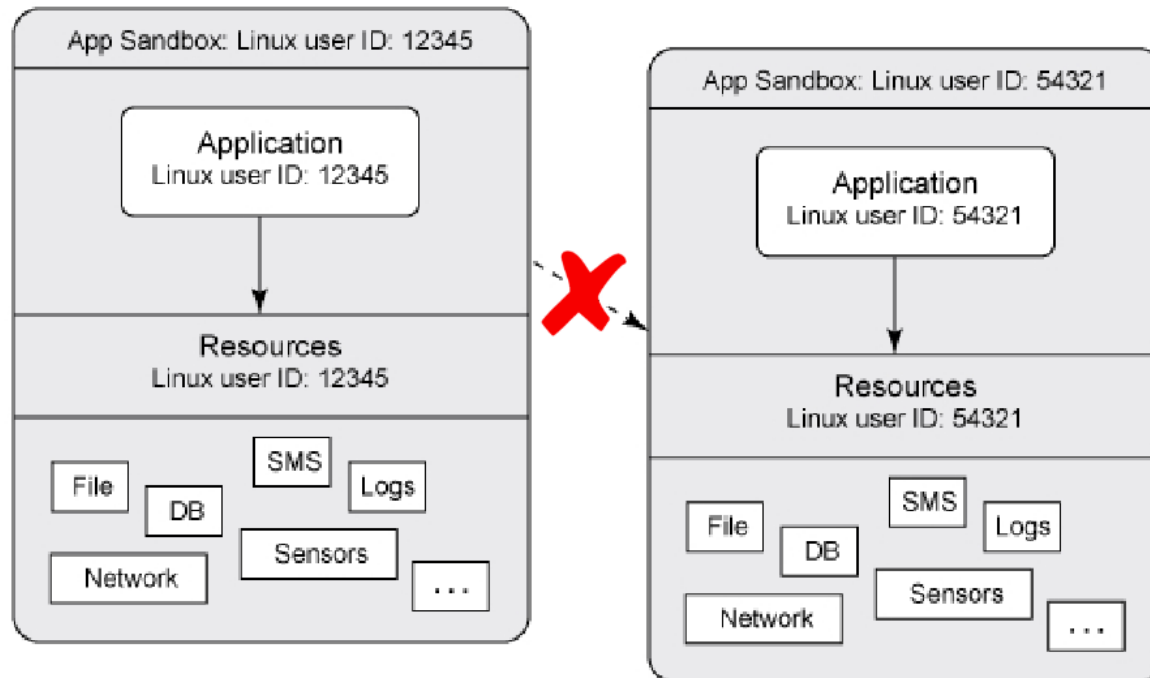 App Sandbox: Linux user ID: 12345
Application
Linux user ID: 12345
Resources
Linux user ID: 12345
File
DB
SMS
Logs
Network
Sensors
...
App Sandbox: Linux user ID: 54321
Application
Linux user ID: 54321
Resources
Linux user ID: 54321
File
DB
SMS
Logs
Network
Sensors
...